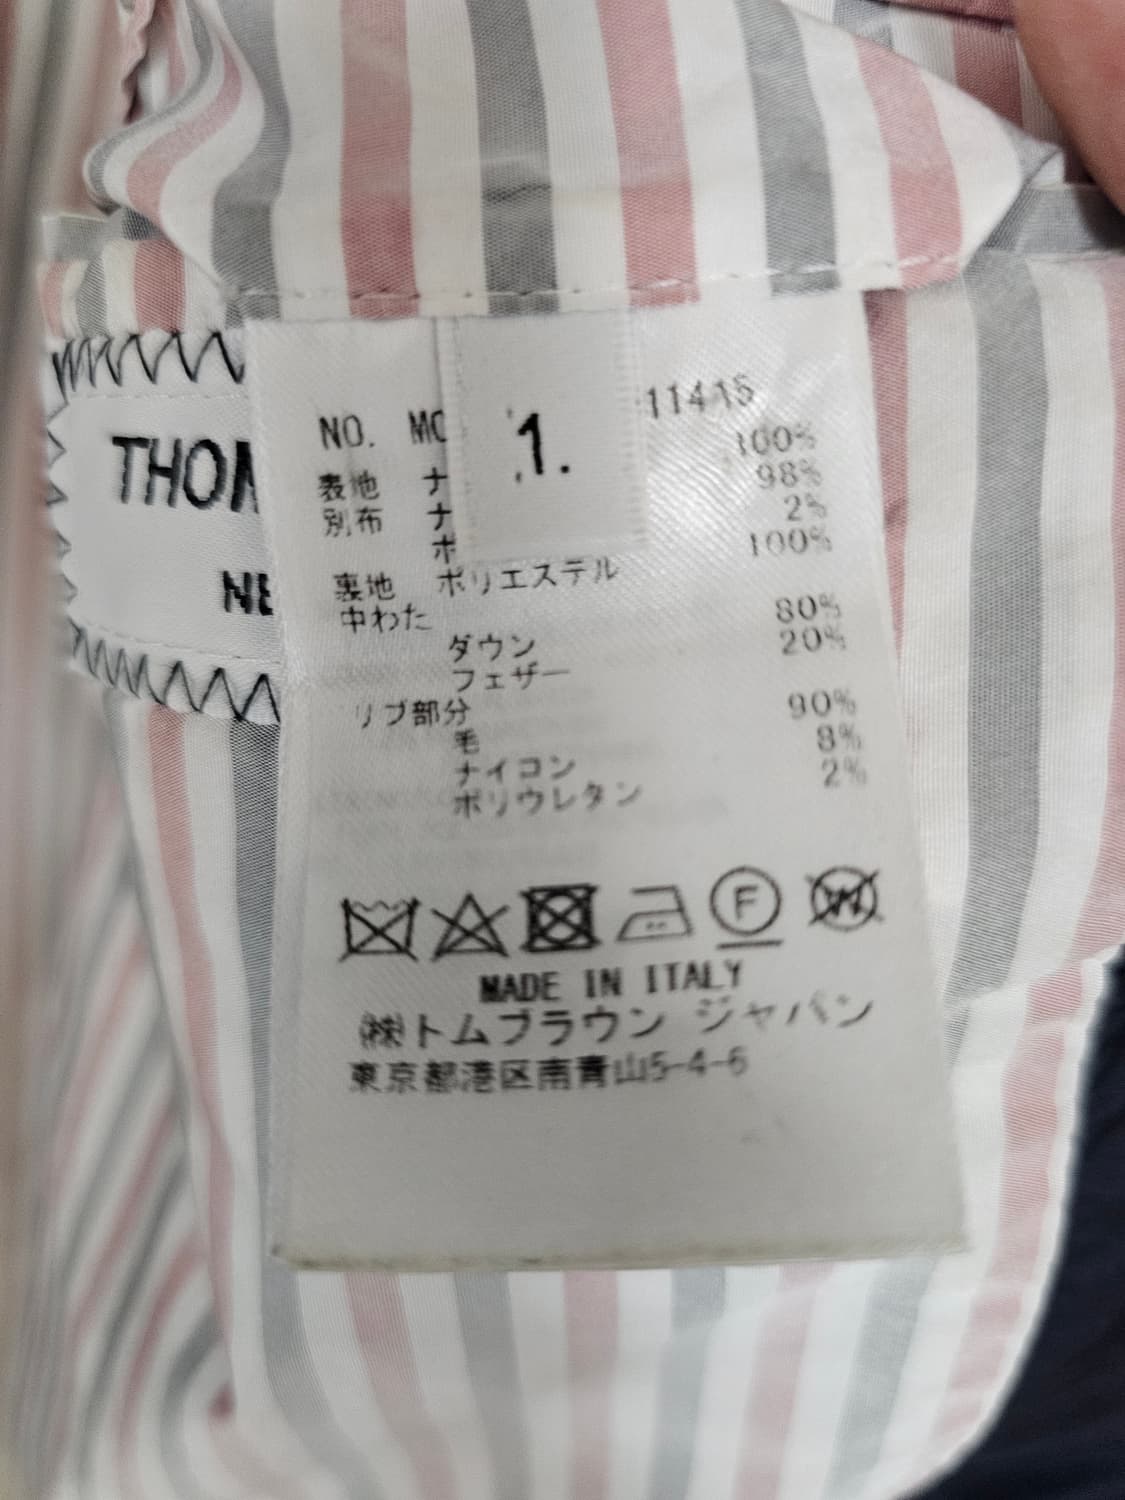 THOM
NE
1.
NO. MO 11415
表地 ナ 100%
別布 ナ 98%
ポ 2%
裏地 ポリエステル 100%
中わた
ダウン 80%
フェザー 20%
リブ部分
毛 90%
ナイロン 8%
ポリウレタン 2%
F
W
MADE IN ITALY
㈱トムブラウン ジャパン
東京都港区南青山5-4-6